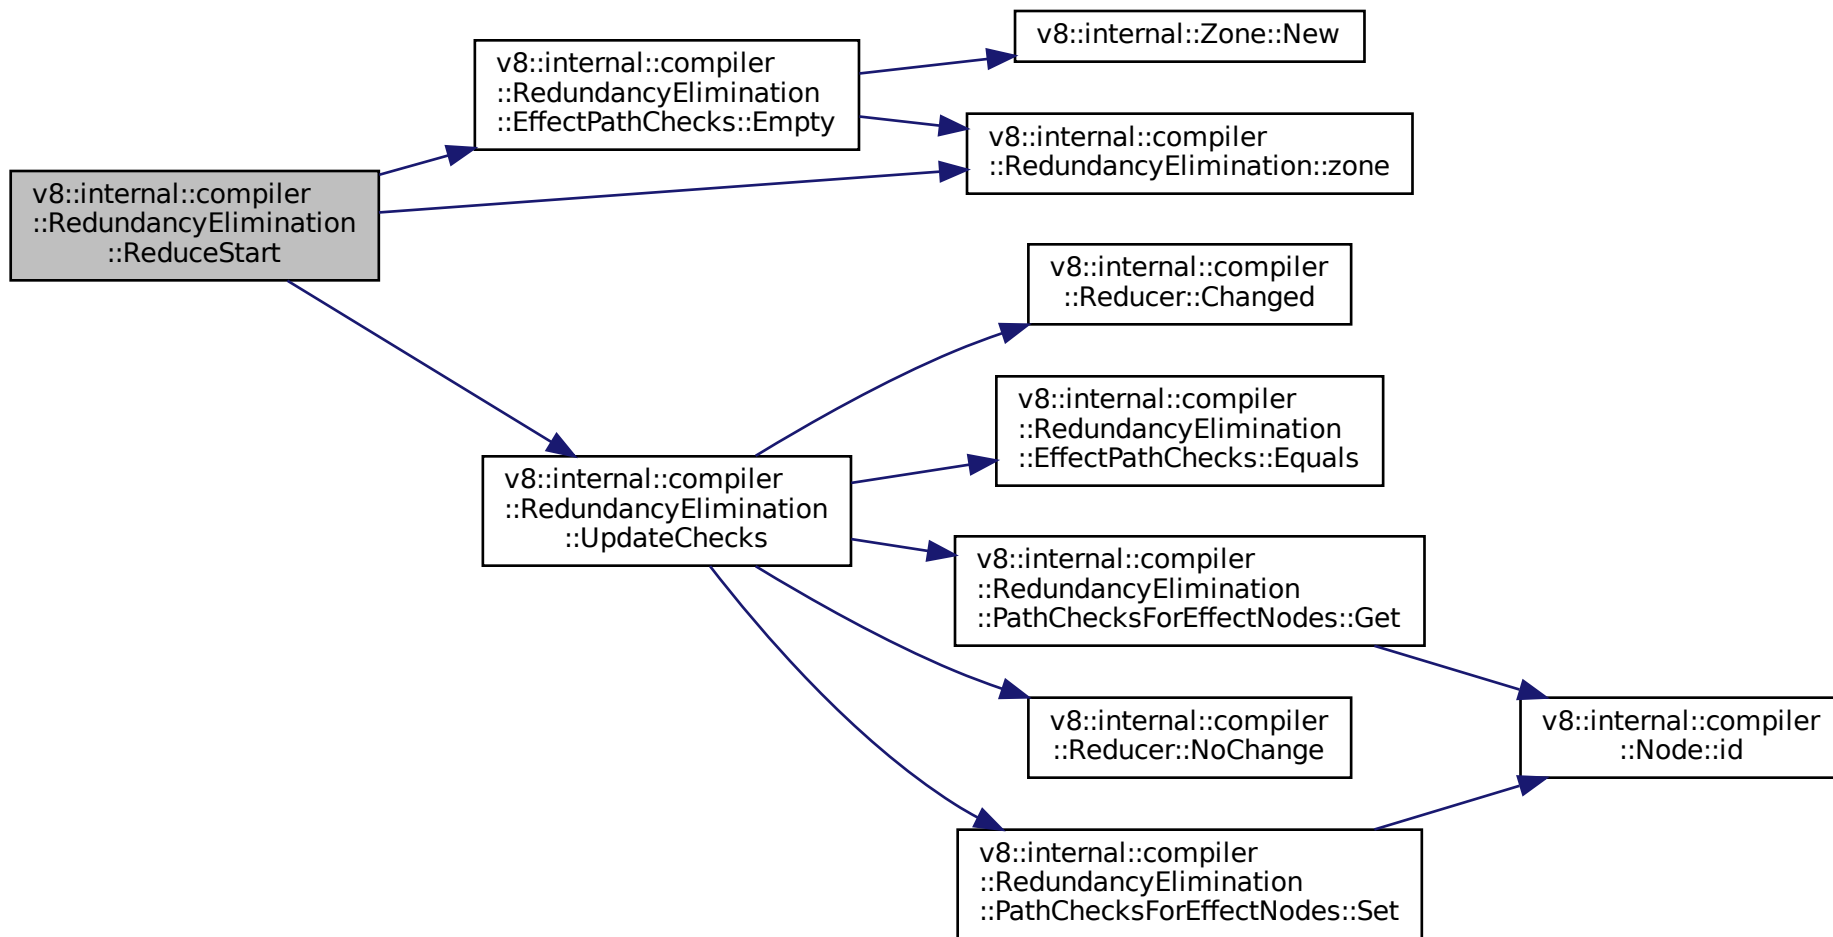 v8::internal::Zone::New
v8::internal::compiler
::RedundancyElimination
::EffectPathChecks::Empty
v8::internal::compiler
::RedundancyElimination::zone
v8::internal::compiler
::RedundancyElimination
::ReduceStart
v8::internal::compiler
::Reducer::Changed
v8::internal::compiler
::RedundancyElimination
::EffectPathChecks::Equals
v8::internal::compiler
::RedundancyElimination
::UpdateChecks
v8::internal::compiler
::RedundancyElimination
::PathChecksForEffectNodes::Get
v8::internal::compiler
::Reducer::NoChange
v8::internal::compiler
::Node::id
v8::internal::compiler
::RedundancyElimination
::PathChecksForEffectNodes::Set